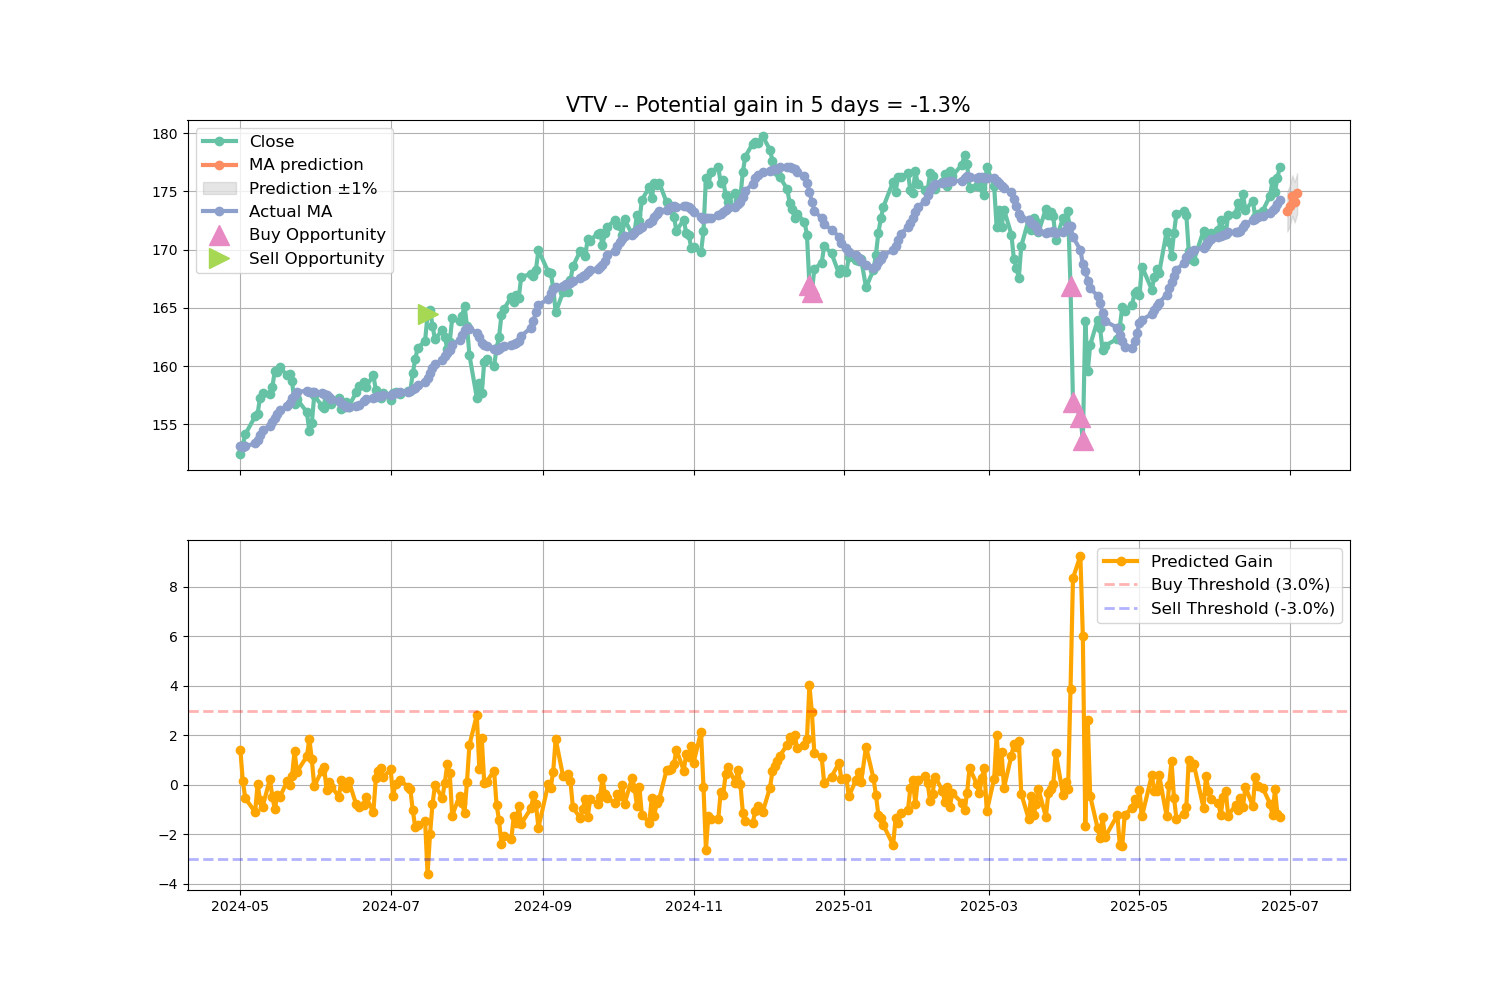 VTV -- Potential gain in 5 days = -1.3%
180
175
170
165
160
155
Close
MA prediction
Prediction ±1%
Actual MA
Buy Opportunity
Sell Opportunity
8
6
4
2
0
−2
−4
Predicted Gain
Buy Threshold (3.0%)
Sell Threshold (-3.0%)
2024-05
2024-07
2024-09
2024-11
2025-01
2025-03
2025-05
2025-07